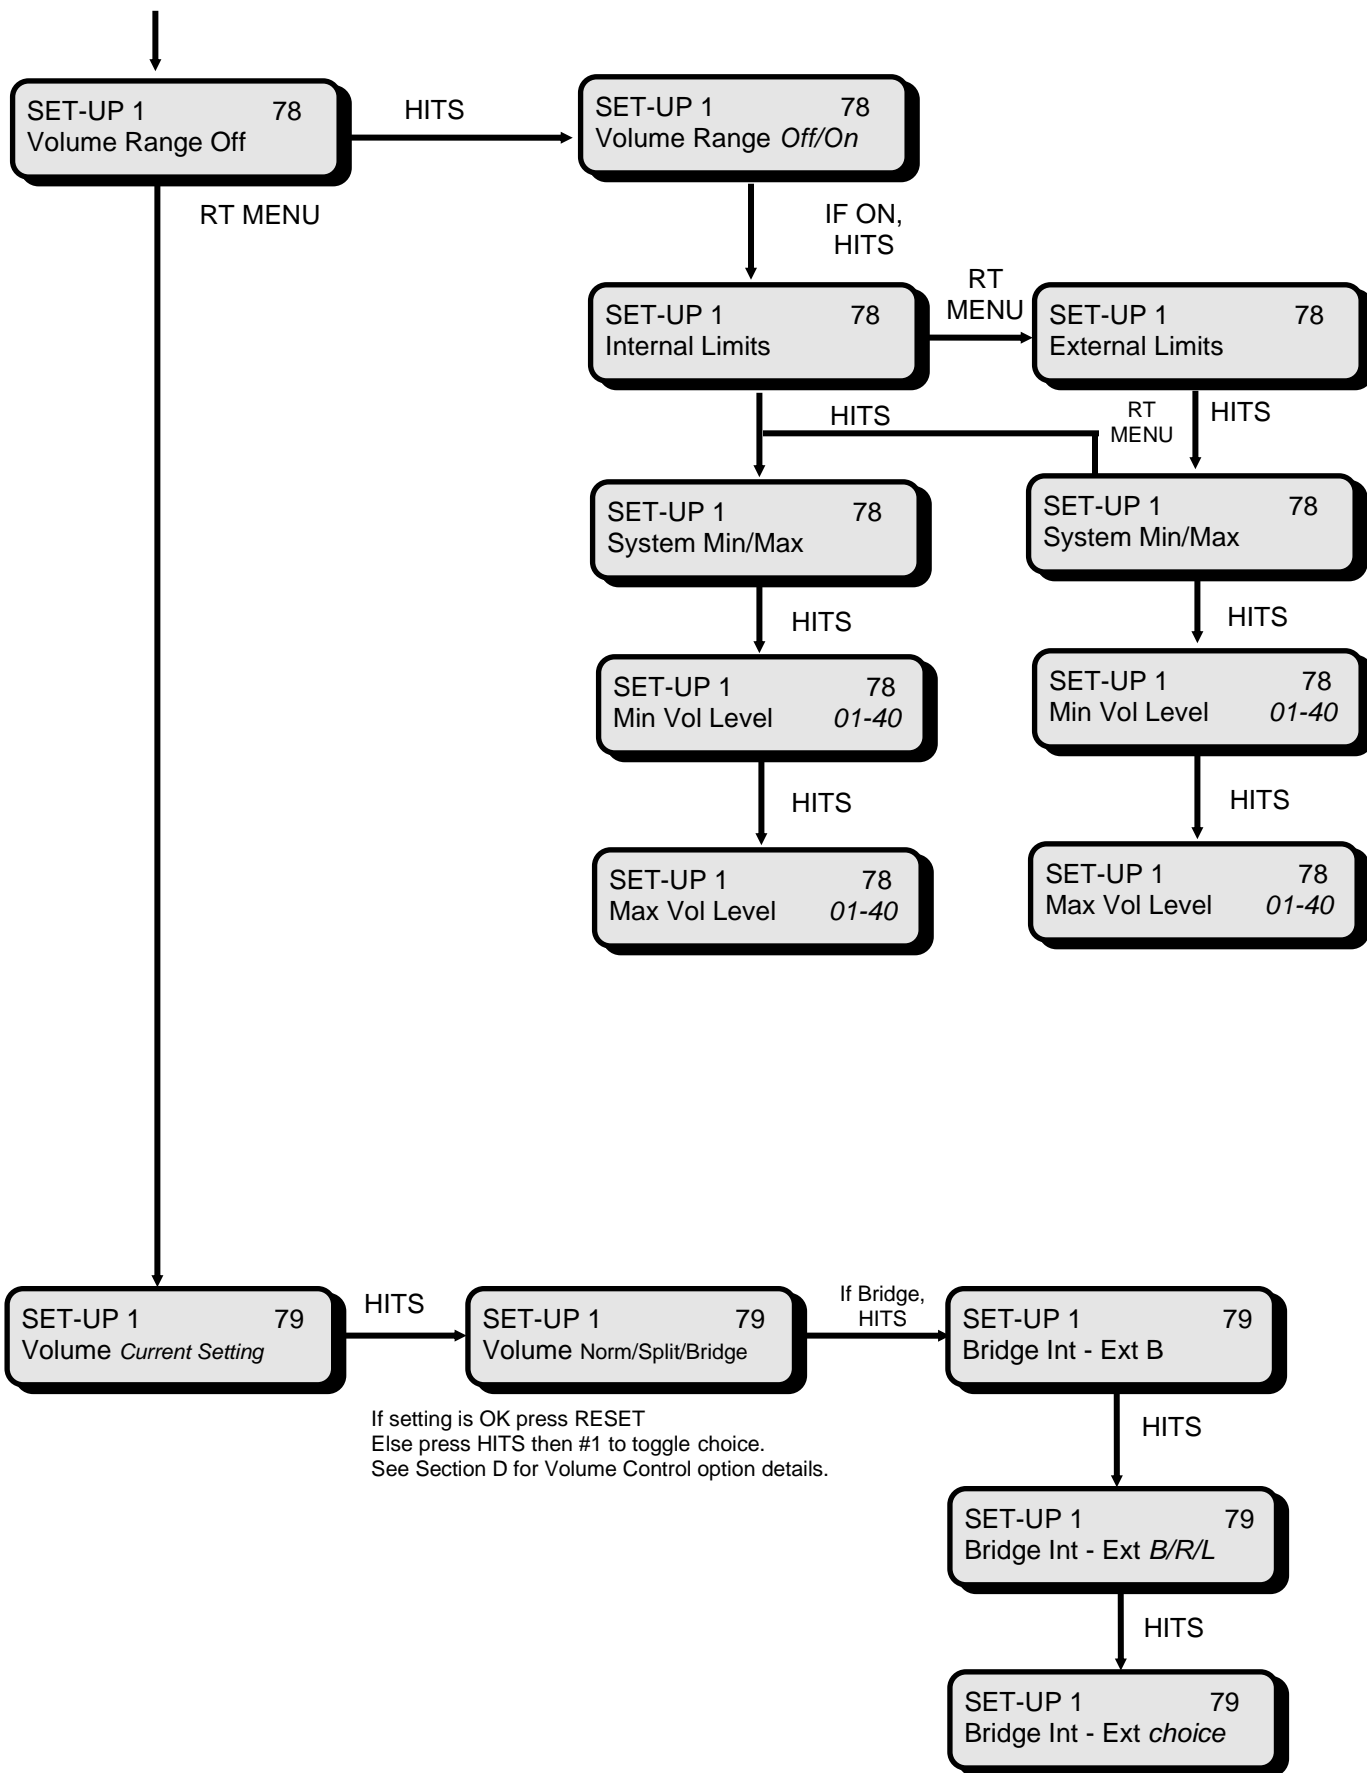 SET-UP 1 78
Volume Range Off
HITS
SET-UP 1 78
Volume Range Off/On
RT MENU
IF ON,
HITS
SET-UP 1 78
Internal Limits
RT
MENU
SET-UP 1 78
External Limits
HITS
RT
MENU
HITS
SET-UP 1 78
System Min/Max
SET-UP 1 78
System Min/Max
HITS
HITS
SET-UP 1 78
Min Vol Level 01-40
SET-UP 1 78
Min Vol Level 01-40
HITS
HITS
SET-UP 1 78
Max Vol Level 01-40
SET-UP 1 78
Max Vol Level 01-40
SET-UP 1 79
Volume Current Setting
HITS
SET-UP 1 79
Volume Norm/Split/Bridge
If Bridge,
HITS
SET-UP 1 79
Bridge Int - Ext B
If setting is OK press RESET
Else press HITS then #1 to toggle choice.
See Section D for Volume Control option details.
HITS
SET-UP 1 79
Bridge Int - Ext B/R/L
HITS
SET-UP 1 79
Bridge Int - Ext choice